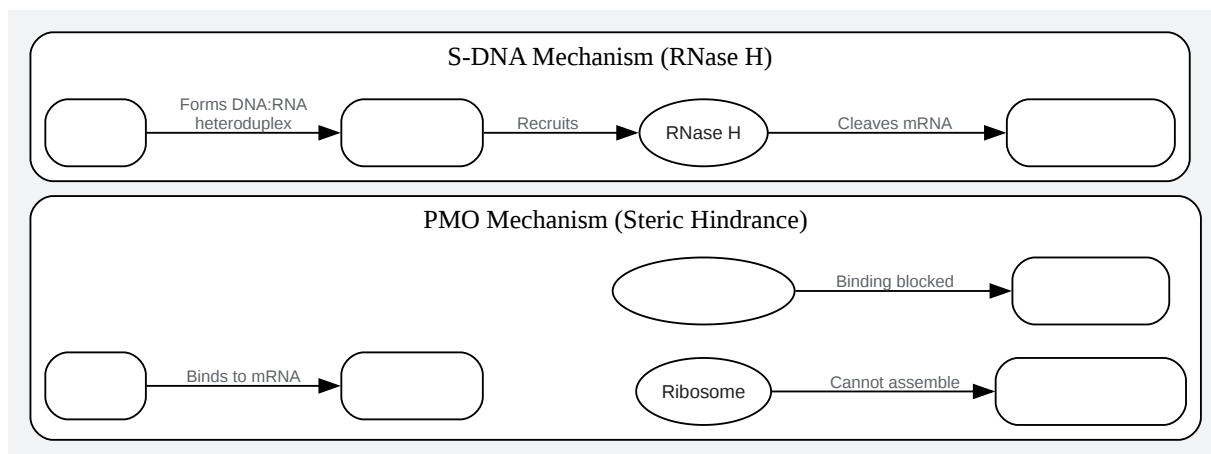 S-DNA Mechanism (RNase H)
Forms DNA:RNA
heteroduplex
Recruits
RNase H
Cleaves mRNA
PMO Mechanism (Steric Hindrance)
Binding blocked
Binds to mRNA
Ribosome
Cannot assemble